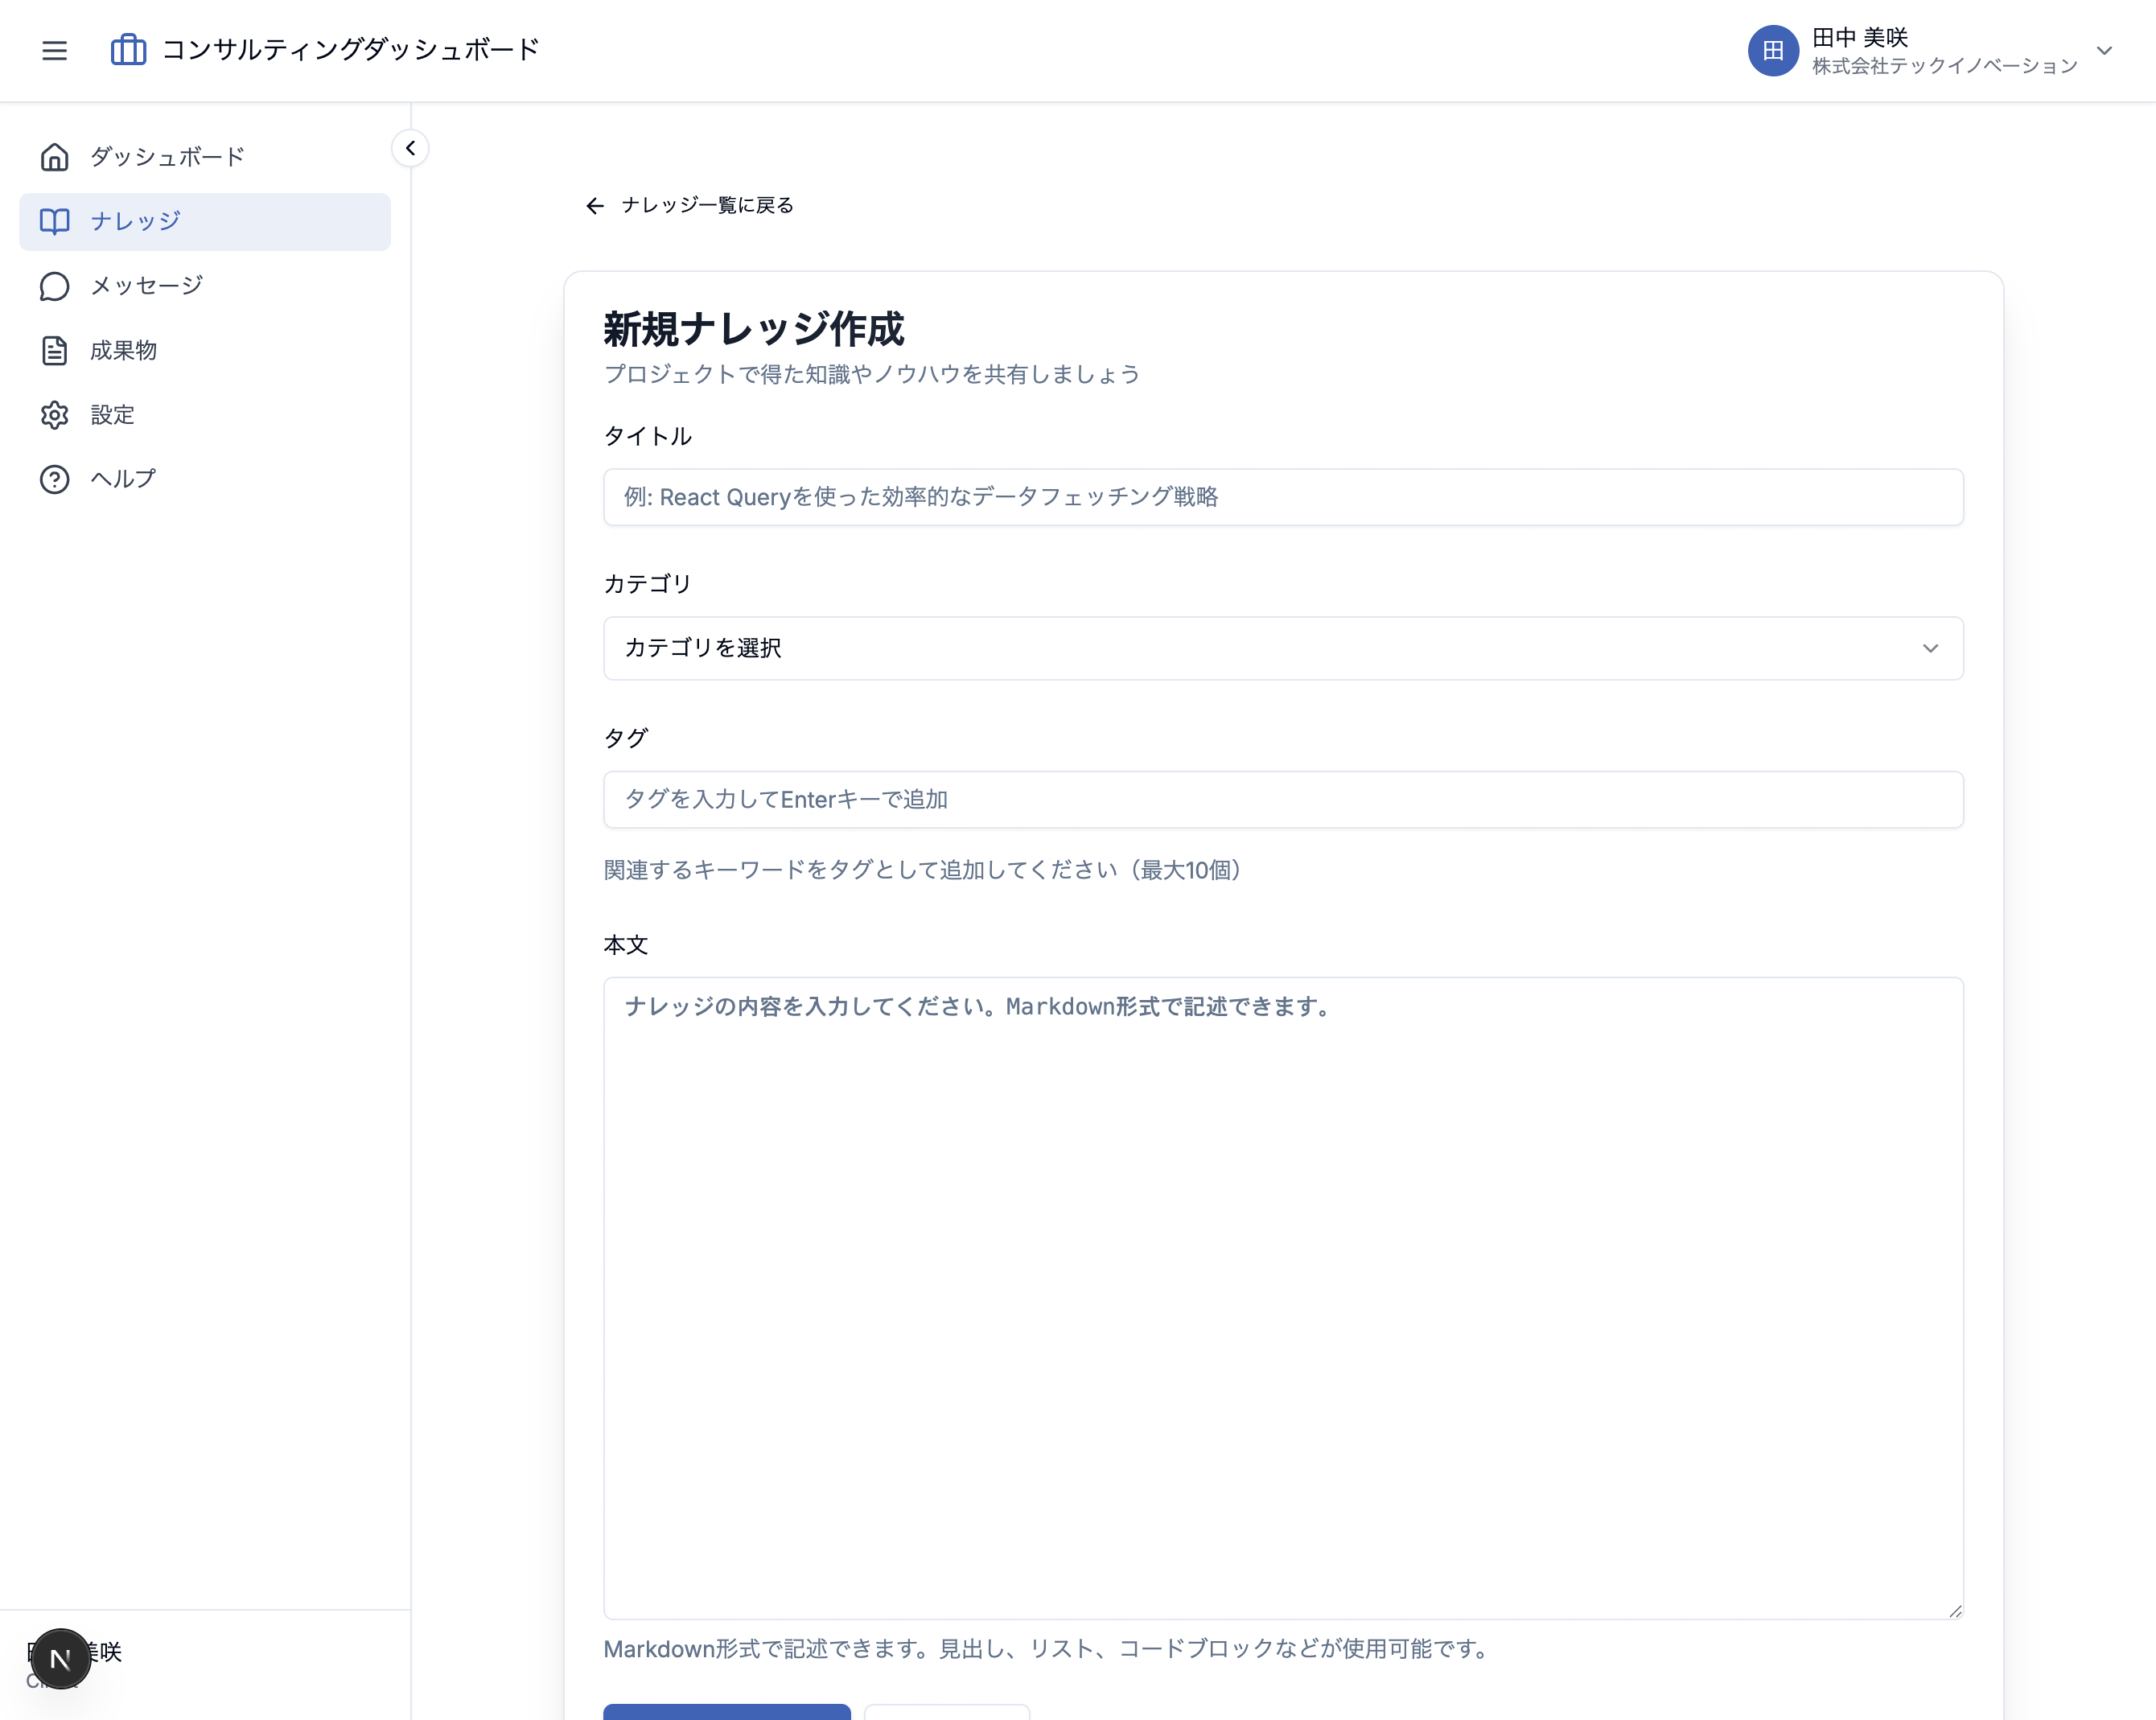 コンサルティングダッシュボード
田
田中 美咲
株式会社テックイノベーション
ダッシュボード
ナレッジ
メッセージ
成果物
設定
ヘルプ
ナレッジ一覧に戻る
新規ナレッジ作成
プロジェクトで得た知識やノウハウを共有しましょう
タイトル
例: React Queryを使った効率的なデータフェッチング戦略
カテゴリ
カテゴリを選択
タグ
タグを入力してEnterキーで追加
関連するキーワードをタグとして追加してください（最大10個）
本文
ナレッジの内容を入力してください。Markdown形式で記述できます。
Markdown形式で記述できます。見出し、リスト、コードブロックなどが使用可能です。
美咲
N